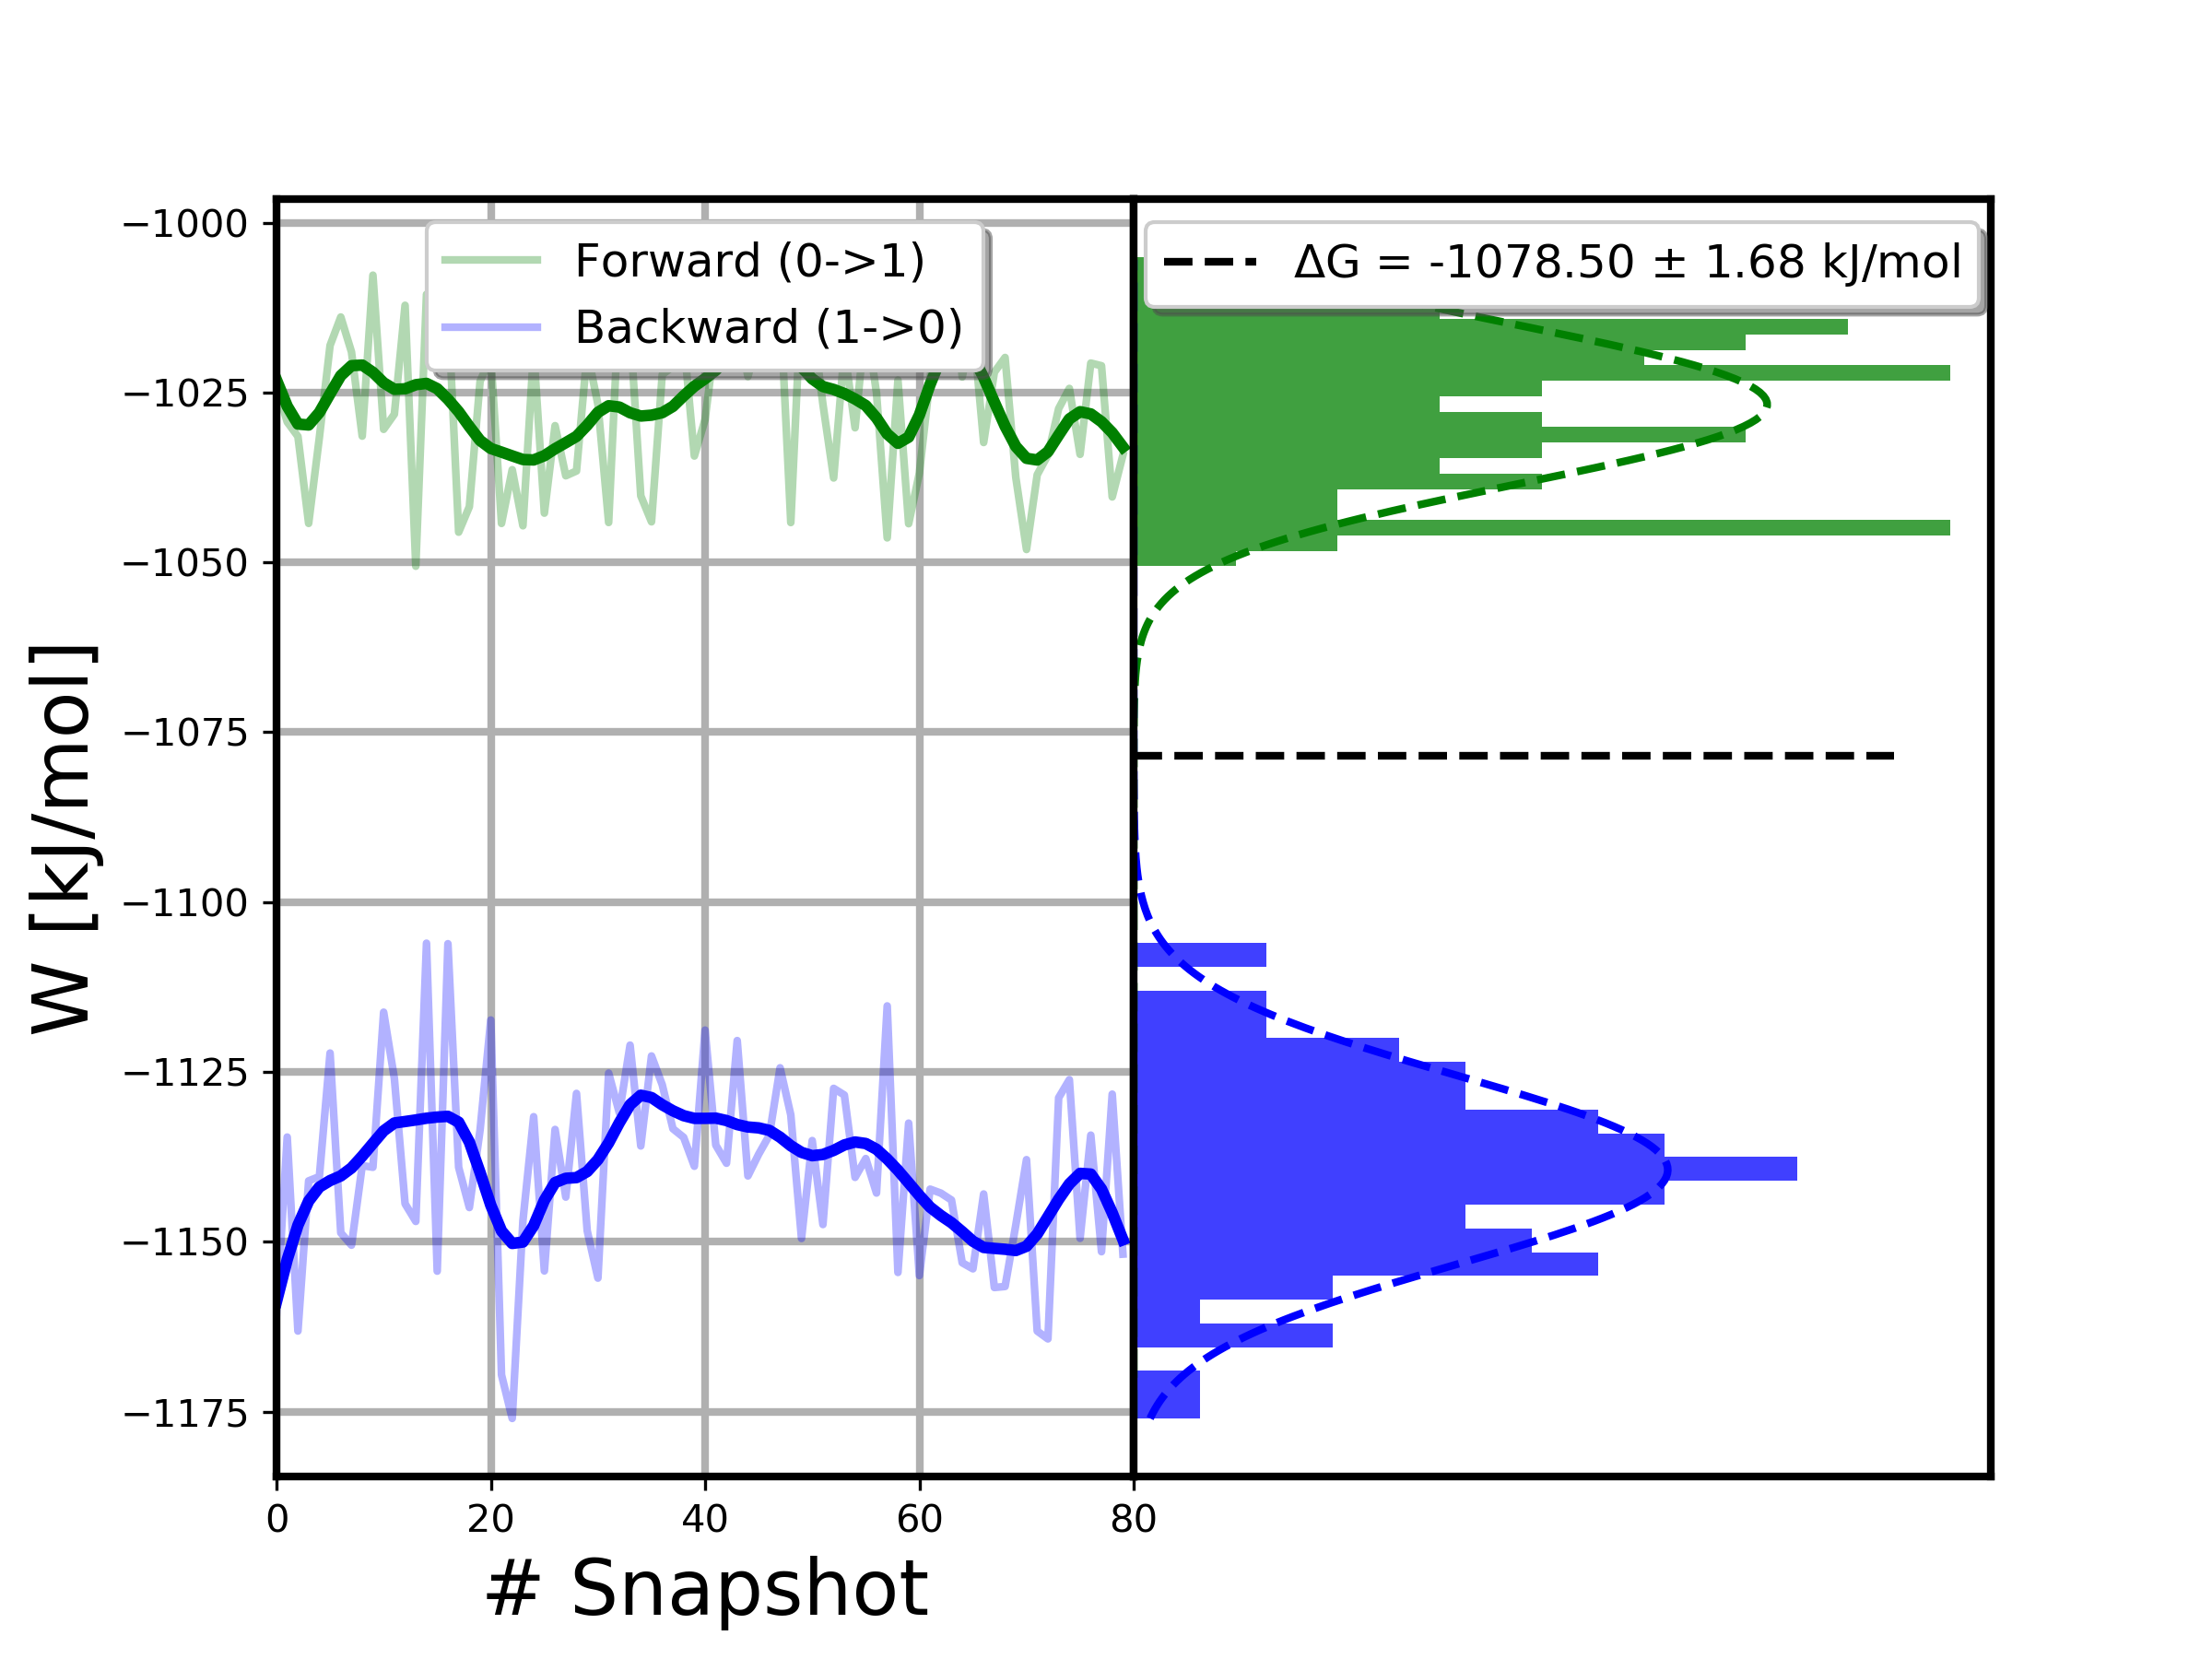 Forward (0->1)
Backward (1->0)
ΔG = -1078.50 ± 1.68 kJ/mol
W [kJ/mol]
−1000
−1025
−1050
−1075
−1100
−1125
−1150
−1175
0 20 40 60 80
# Snapshot